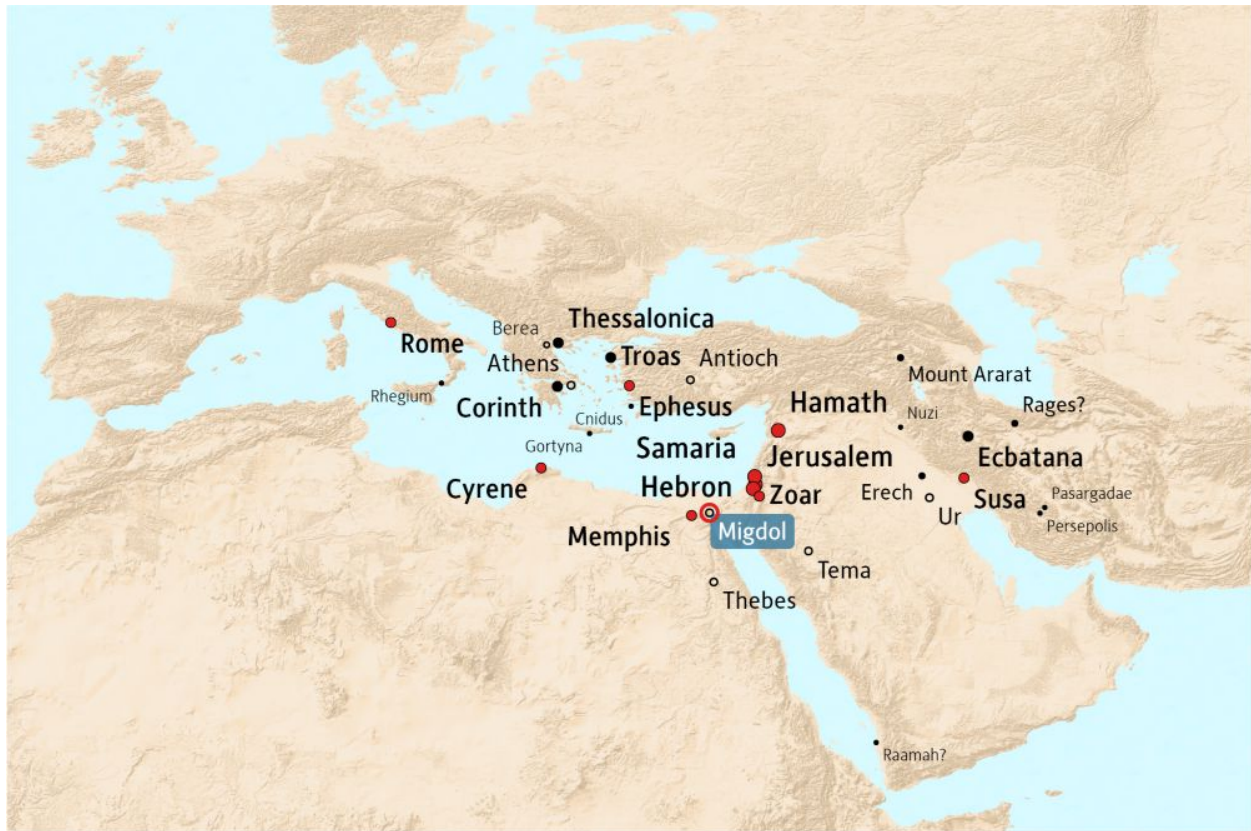 Thessalonica
Berea
Rome
Athens
Troas
Antioch
Mount Ararat
Rhegium
Corinth
Ephesus
Hamath
Nuzi
Rages?
Cnidus
Gortyna
Samaria
Jerusalem
Ecbatana
Cyrene
Hebron
Zoar
Erech
Susa
Pasargadae
Ur
Persepolis
Memphis
Migdol
Tema
Thebes
Raamah?